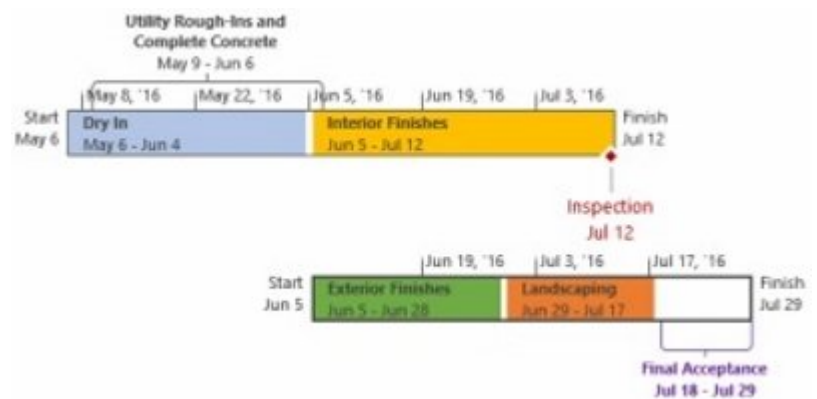 Utility Rough-Ins and
Complete Concrete
May 9 - Jun 6
May 8, '16
May 22, '16
Jun 5, '16
Jun 19, '16
Jul 3, '16
Start
May 6
Dry In
May 6 - Jun 4
Interior Finishes
Jun 5 - Jul 12
Finish
Jul 12
Inspection
Jul 12
Jun 19, '16
Jul 3, '16
Jul 17, '16
Start
Jun 5
Exterior Finishes
Jun 5 - Jun 28
Landscaping
Jun 29 - Jul 17
Finish
Jul 29
Final Acceptance
Jul 18 - Jul 29